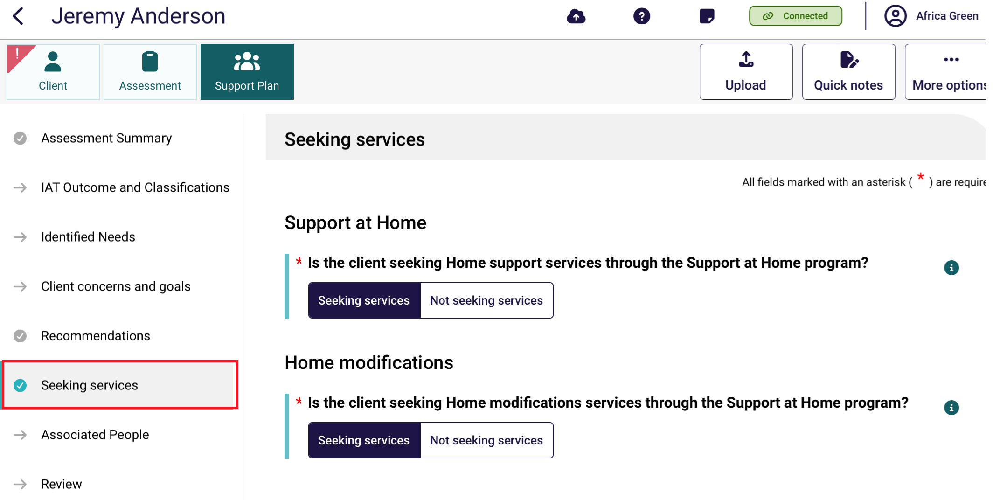 Jeremy Anderson
? Connected Africa Green
! Client
Assessment
Support Plan
Upload
Quick notes
More options
Assessment Summary
IAT Outcome and Classifications
Identified Needs
Client concerns and goals
Recommendations
Seeking services
Associated People
Review
Seeking services
All fields marked with an asterisk ( * ) are require
Support at Home
* Is the client seeking Home support services through the Support at Home program? i
Seeking services Not seeking services
Home modifications
* Is the client seeking Home modifications services through the Support at Home program? i
Seeking services Not seeking services